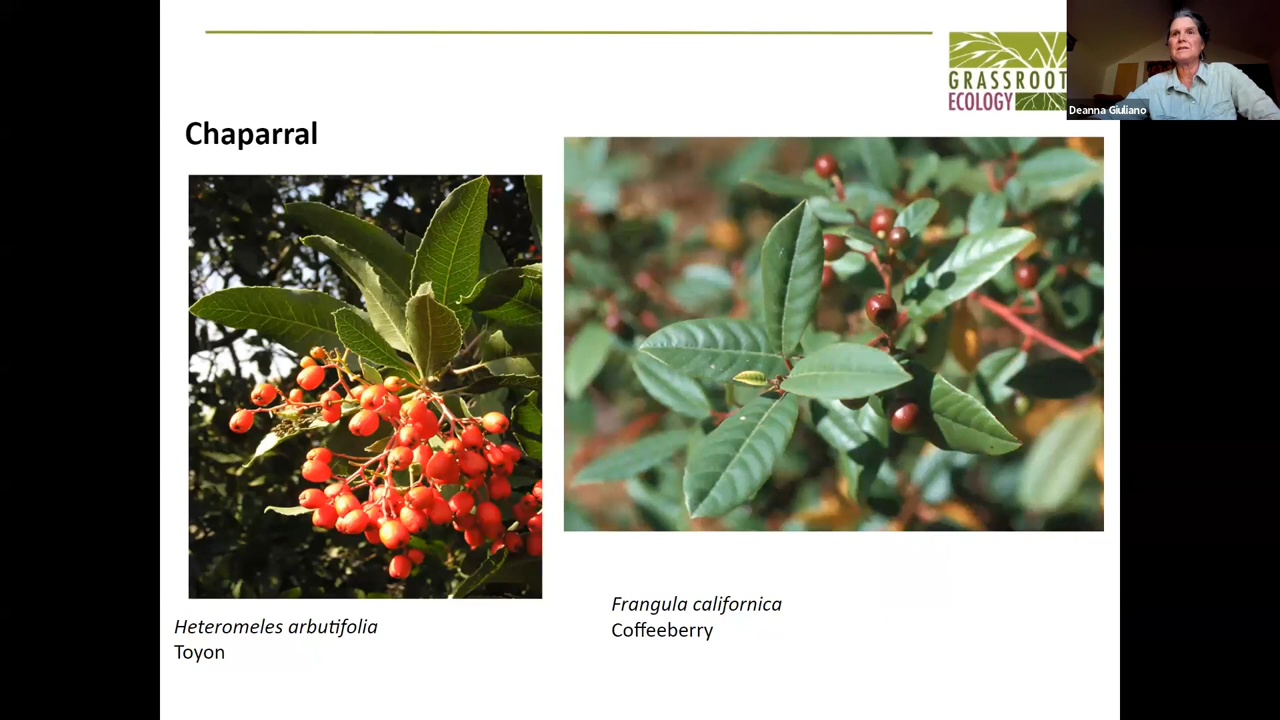 GRASSROOT
ECOLOGY
Deanna Giuliano
Chaparral
Heteromeles arbutifolia
Toyon
Frangula californica
Coffeeberry